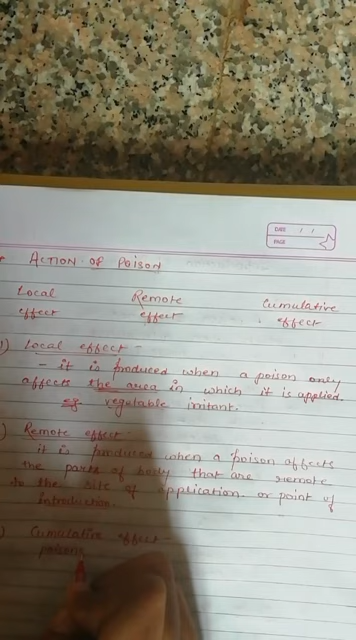 DATE / /
PAGE
ACTION OF POISON
Local Remote Cumulative
effect effect effect
) Local effect -
- it is produced when a poison only
affects the area in which it is applied.
eg vegetable irritant.
) Remote effect -
it is produced when a poison affects
the parts of body that are remote
to the site of application or point of
introduction.
) Cumulative effect
poisons